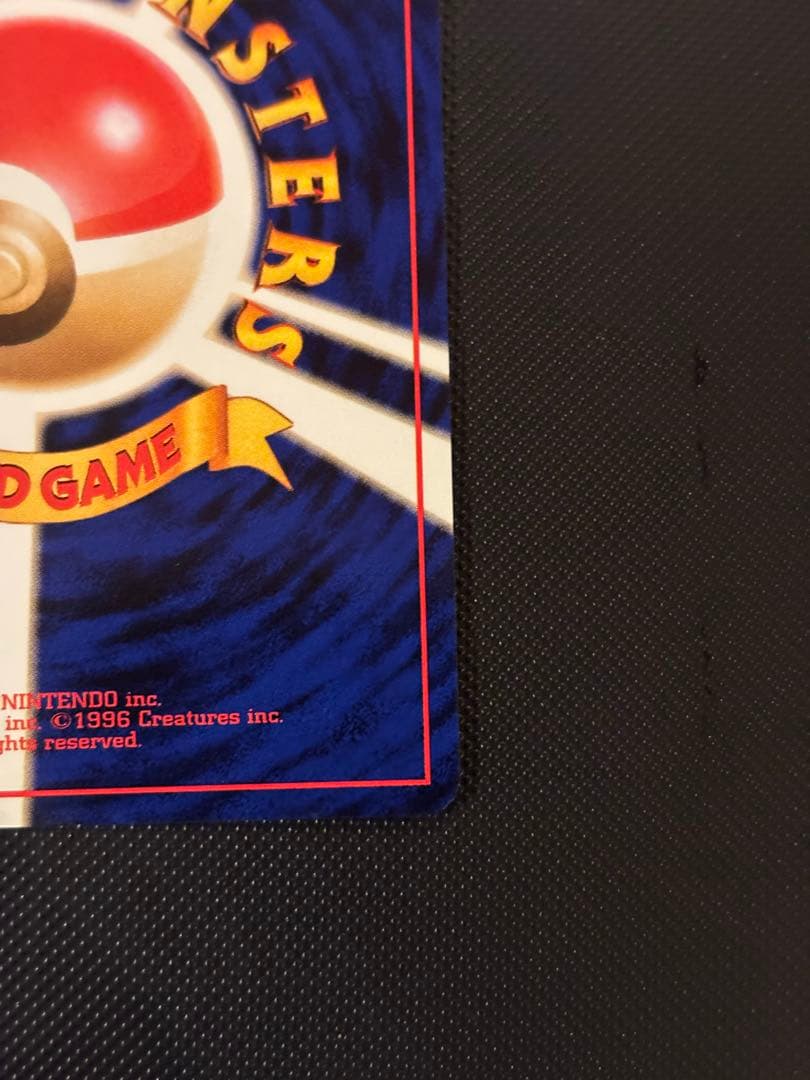 NSTERS
D GAME
NINTENDO inc.
inc. ©1996 Creatures inc.
ghts reserved.